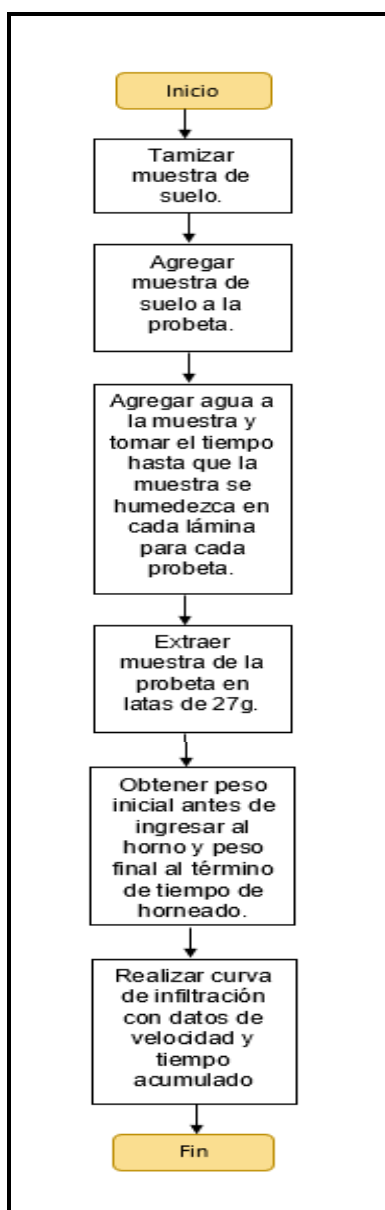 Inicio
Tamizar
muestra de
suelo.
Agregar
muestra de
suelo a la
probeta.
Agregar agua a
la muestra y
tomar el tiempo
hasta que la
muestra se
humedezca en
cada lámina
para cada
probeta.
Extraer
muestra de la
probeta en
latas de 27g.
Obtener peso
inicial antes de
ingresar al
horno y peso
final al término
de tiempo de
horneado.
Realizar curva
de infiltración
con datos de
velocidad y
tiempo
acumulado
Fin